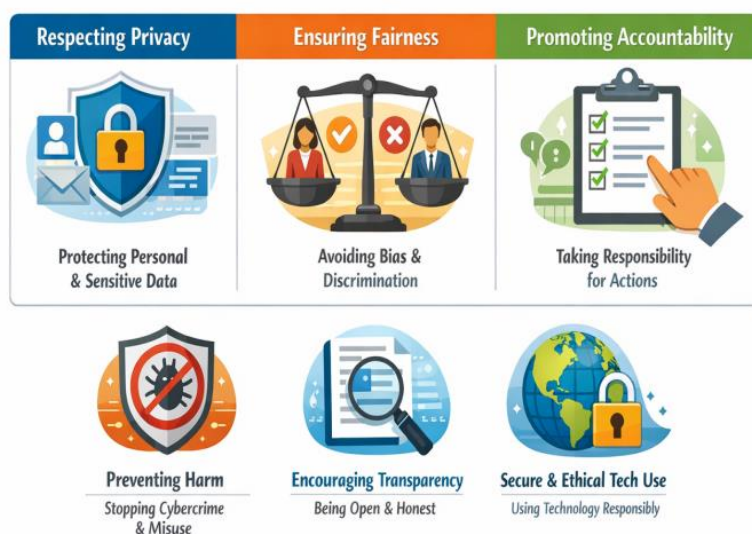 Respecting Privacy
Ensuring Fairness
Promoting Accountability
Protecting Personal
& Sensitive Data
Avoiding Bias &
Discrimination
Taking Responsibility
for Actions
Preventing Harm
Stopping Cybercrime
& Misuse
Encouraging Transparency
Being Open & Honest
Secure & Ethical Tech Use
Using Technology Responsibly